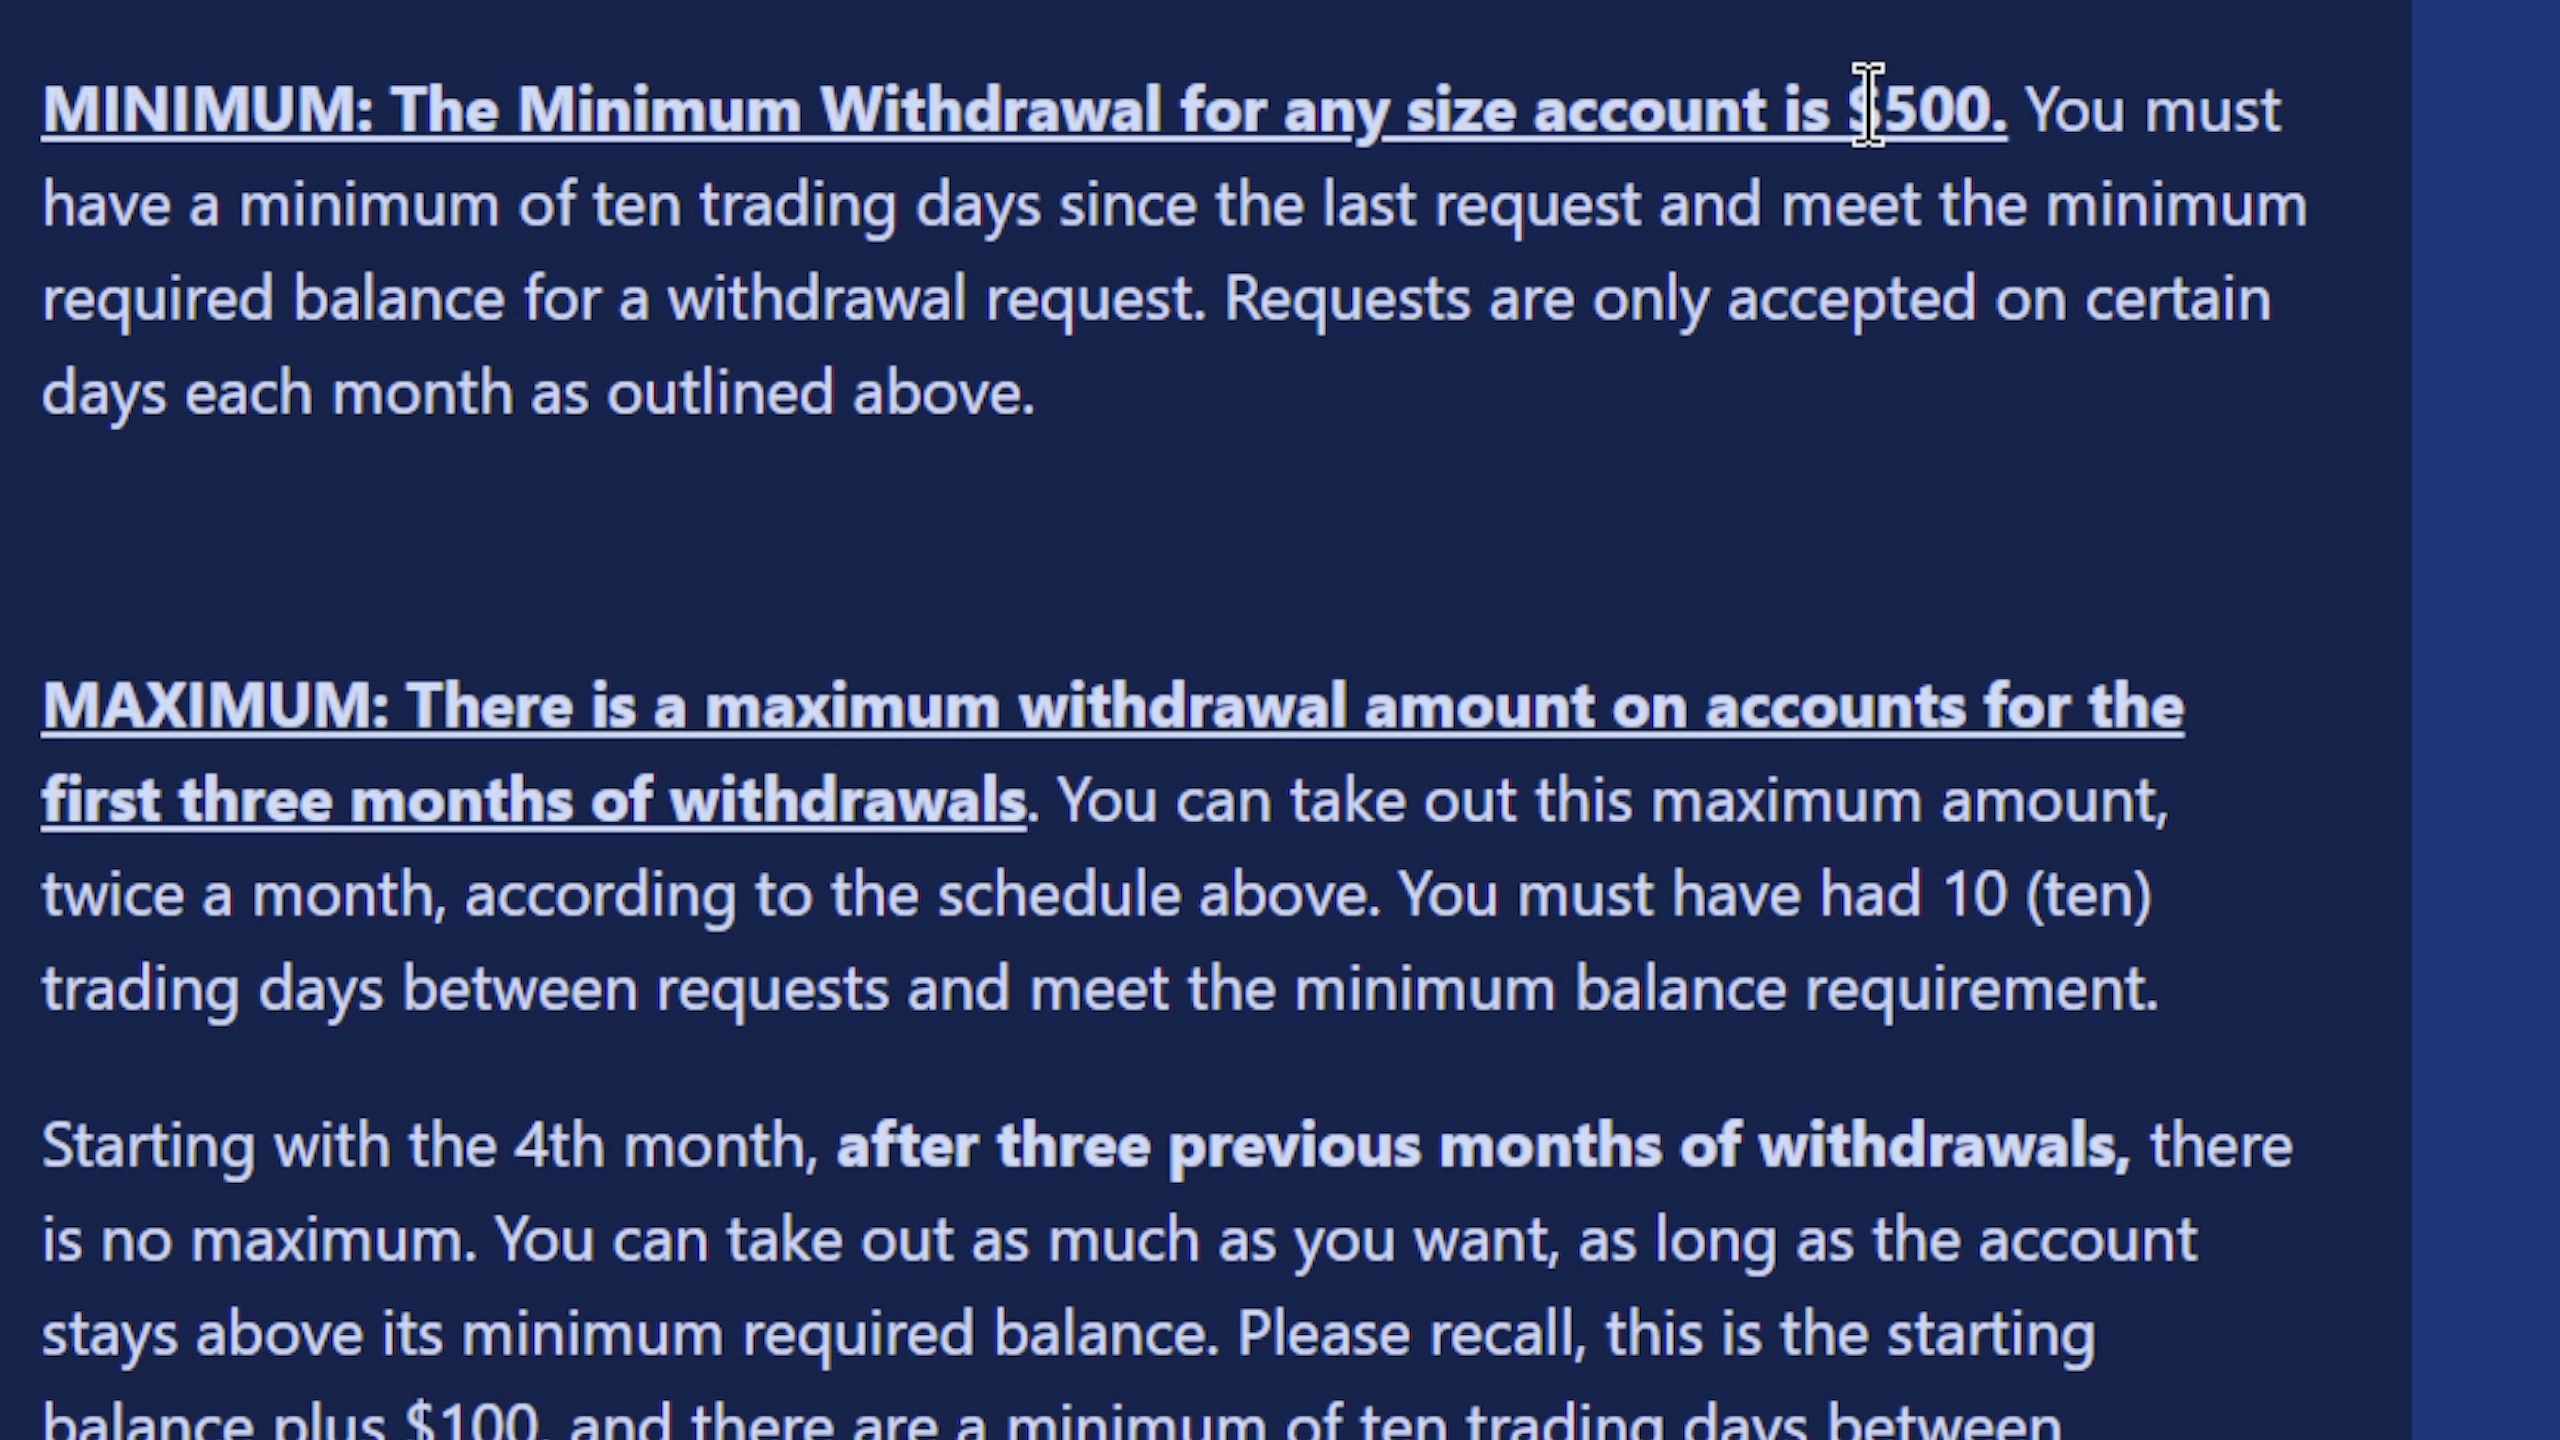 MINIMUM: The Minimum Withdrawal for any size account is $500. You must
have a minimum of ten trading days since the last request and meet the minimum
required balance for a withdrawal request. Requests are only accepted on certain
days each month as outlined above.
MAXIMUM: There is a maximum withdrawal amount on accounts for the
first three months of withdrawals. You can take out this maximum amount,
twice a month, according to the schedule above. You must have had 10 (ten)
trading days between requests and meet the minimum balance requirement.
Starting with the 4th month, after three previous months of withdrawals, there
is no maximum. You can take out as much as you want, as long as the account
stays above its minimum required balance. Please recall, this is the starting
balance plus $100, and there are a minimum of ten trading days between